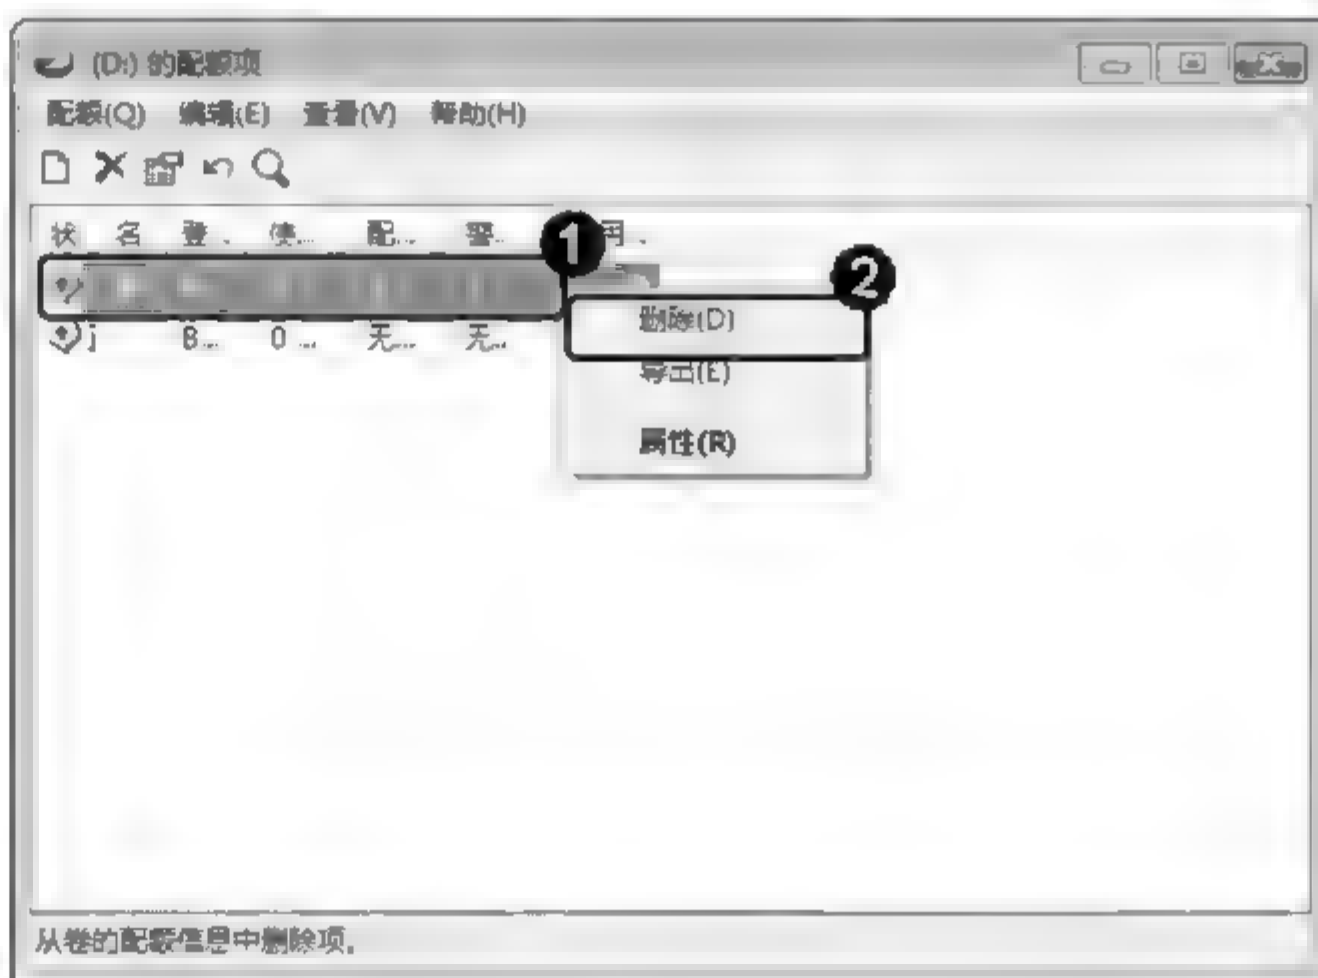 (D:) 的配额项
配额(Q) 编辑(E) 查看(V) 帮助(H)
状 名 登... 使... 配... 警... 1
2
删除(D)
j B... 0 ... 无... 无...
导出(E)
属性(R)
从卷的配额信息中删除项。